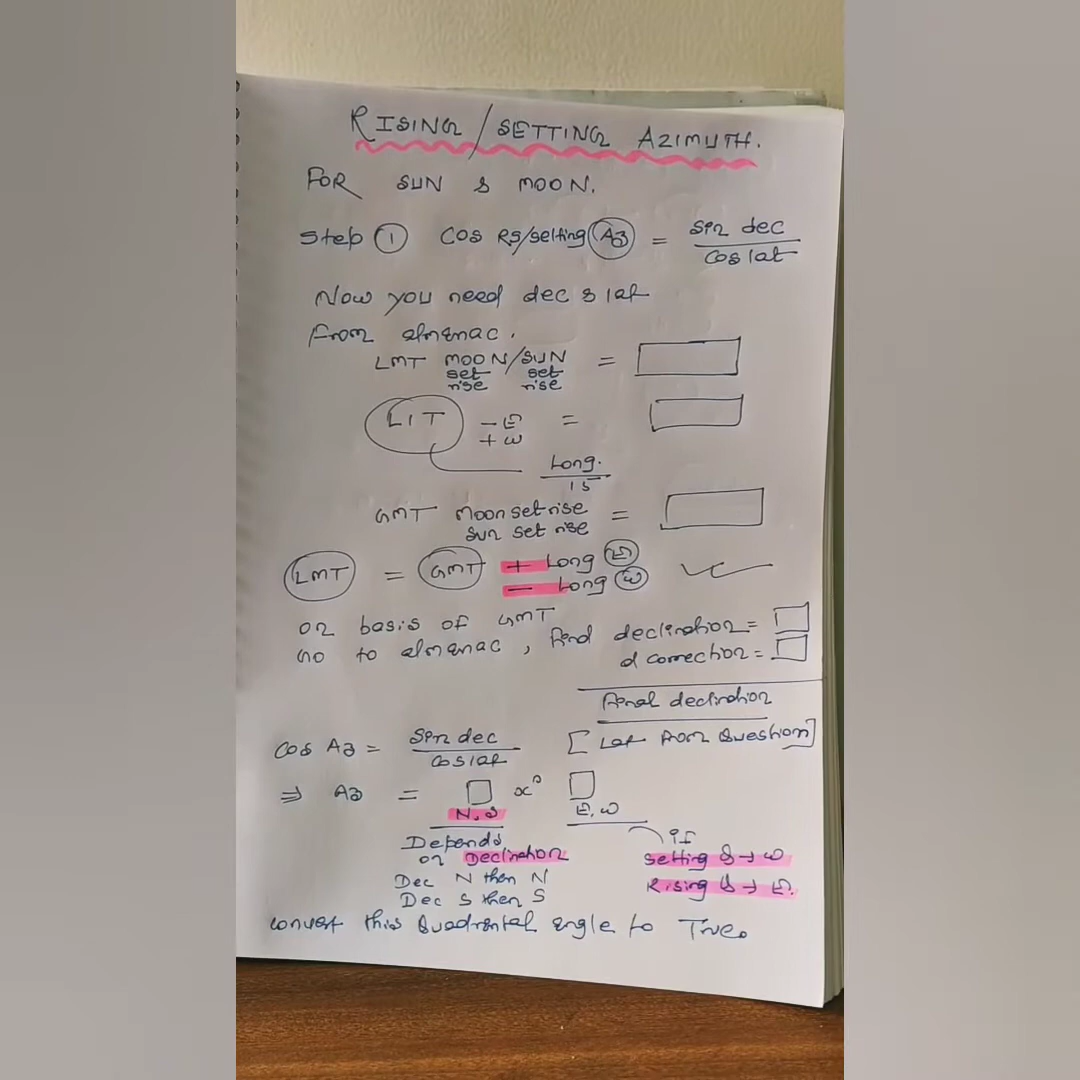 RISING/SETTING AZIMUTH.
FOR SUN & MOON.
Step ① COS RS/setting Az = sin dec / cos lat
Now you need dec & lat
from almanac.
LMT MOON/SUN =
set set
rise rise
LIT - E =
+ W
Long. / 15
GMT Moon set rise =
sun set rise
LMT = GMT + Long E
- Long W
on basis of GMT
Go to almanac, find declination =
d correction =
Final declination
COS Az = sin dec / cos lat [Lat from Question]
⇒ Az = x°
N, S E, W
Depends if
on Declination setting → W
Dec N then N Rising → E.
Dec S then S
convert this Quadrental angle to True.